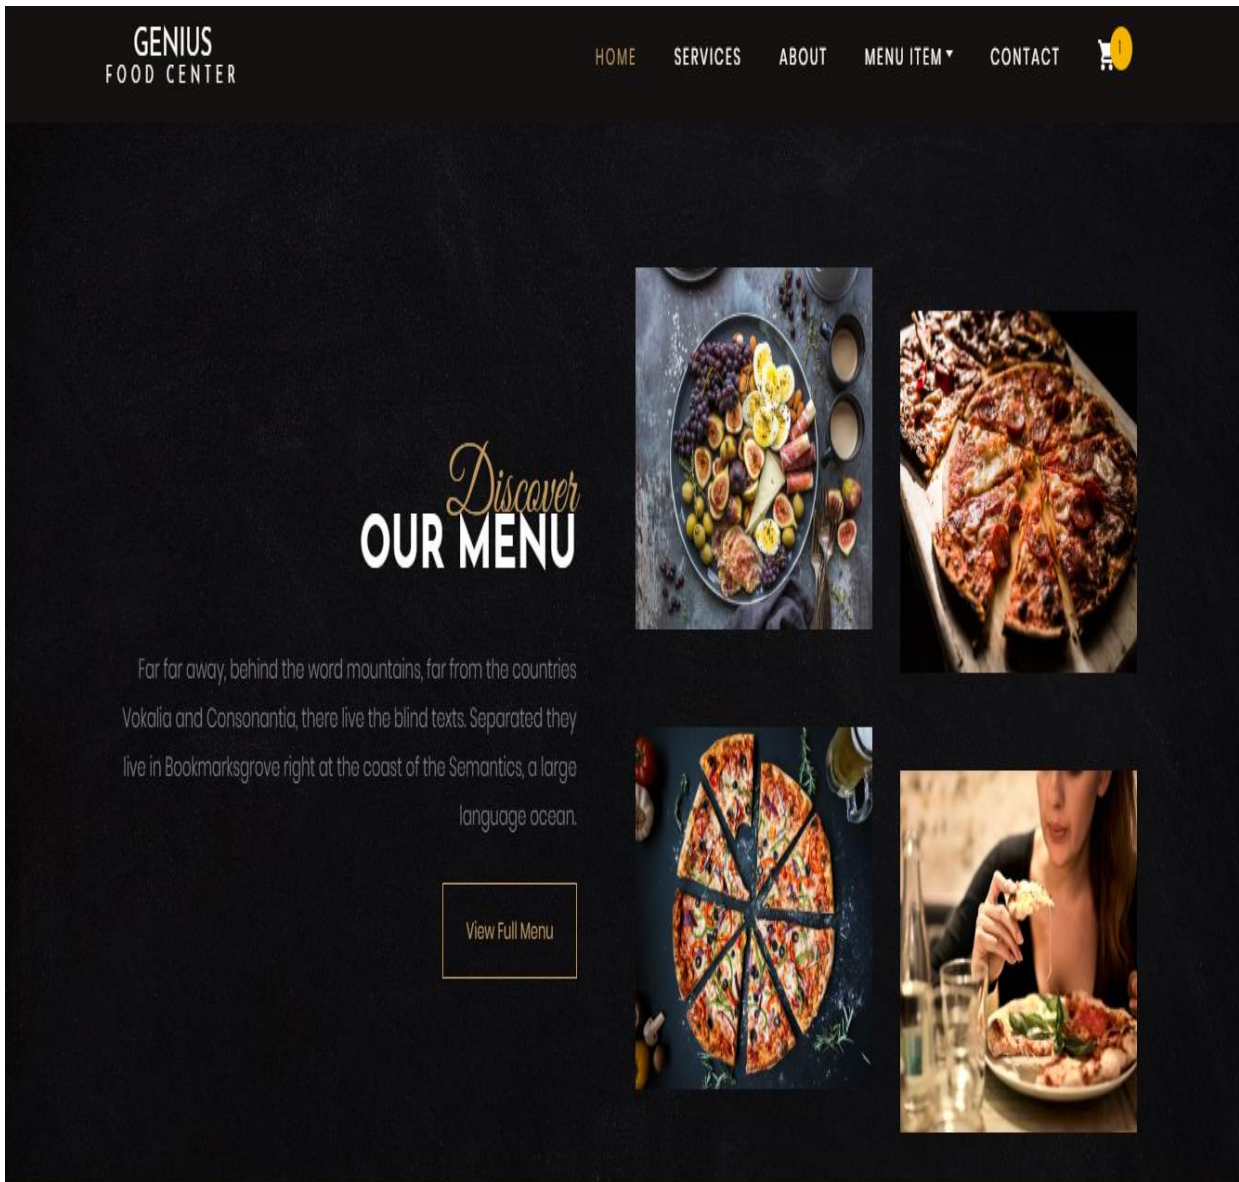 GENIUS
FOOD CENTER
HOME SERVICES ABOUT MENU ITEM CONTACT 1
Discover
OUR MENU
Far far away, behind the word mountains, far from the countries
Vokalia and Consonantia, there live the blind texts. Separated they
live in Bookmarksgrove right at the coast of the Semantics, a large
language ocean.
View Full Menu